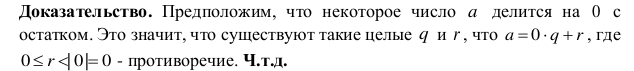 Доказательство. Предположим, что некоторое число a делится на 0 с
остатком. Это значит, что существуют такие целые q и r, что a = 0 · q + r, где
0 ≤ r <|0|= 0 - противоречие. Ч.т.д.